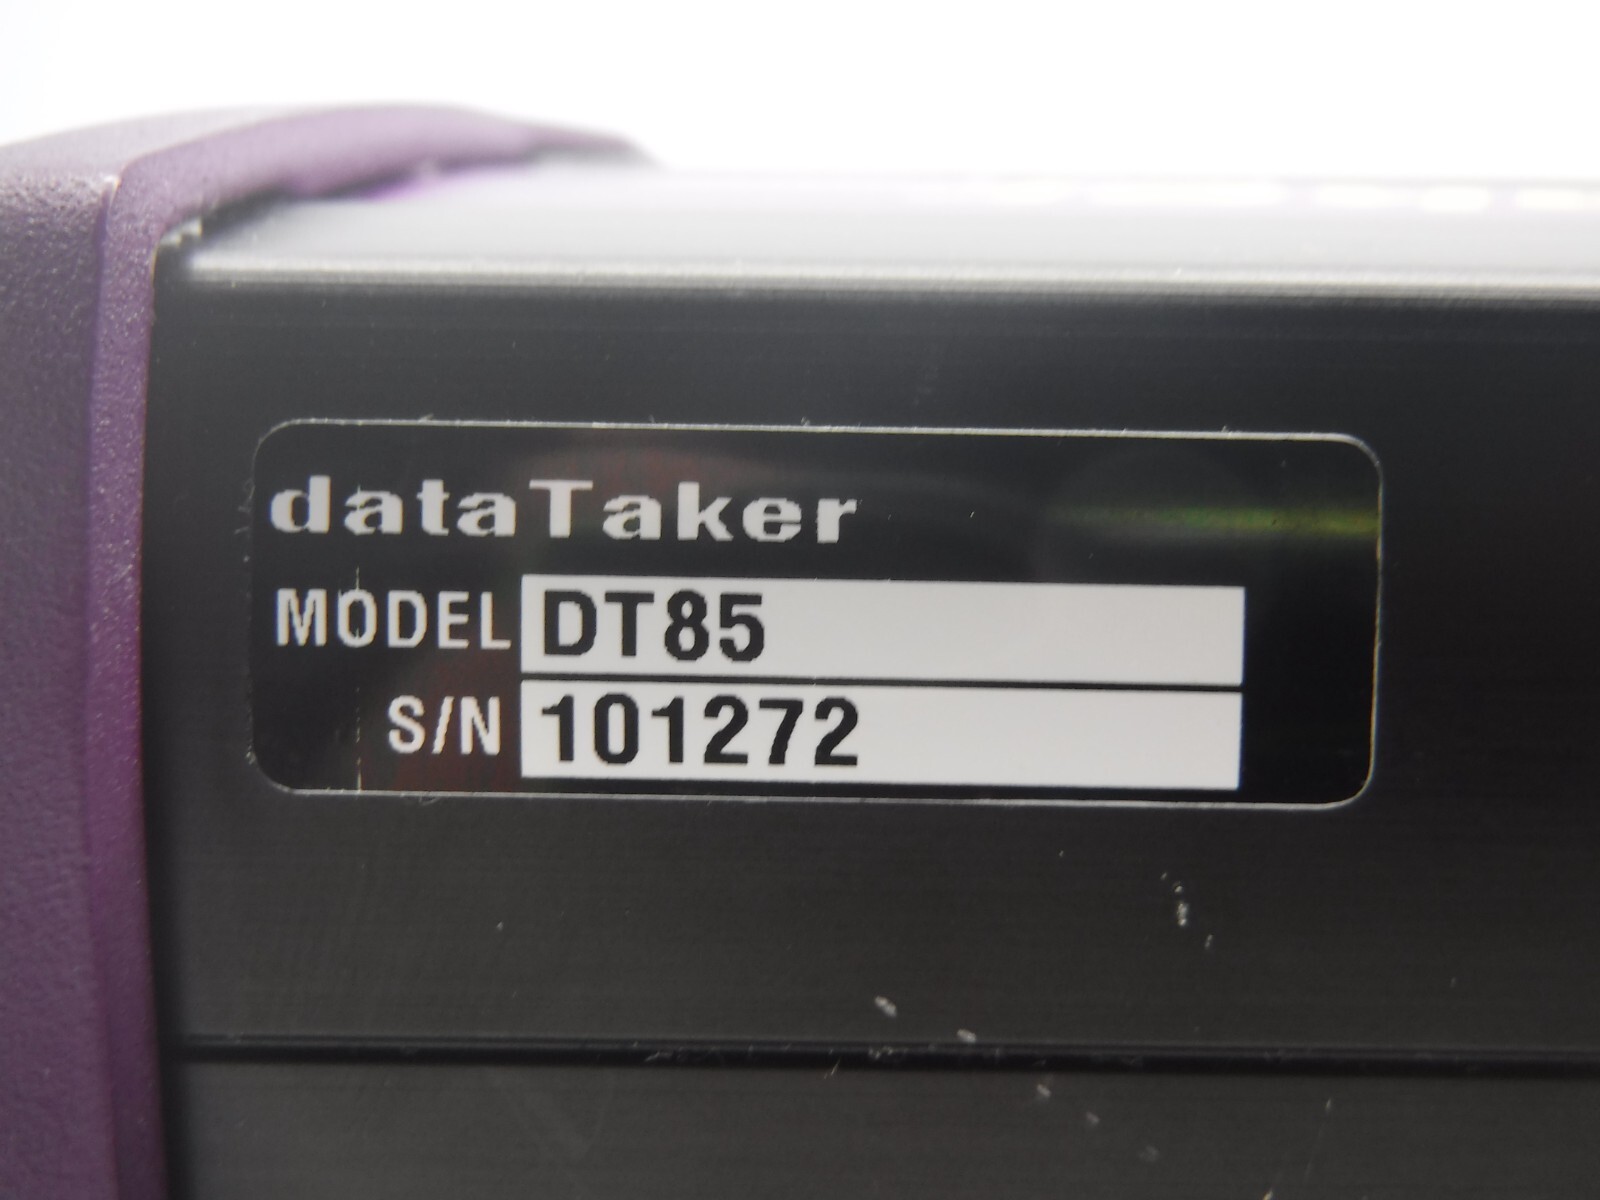 dataTaker
MODEL DT85
S/N 101272